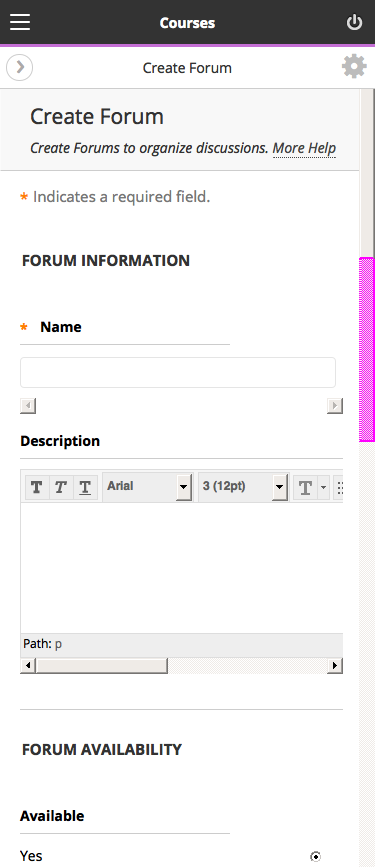 Courses
Create Forum
Create Forum
Create Forums to organize discussions. More Help
* Indicates a required field.
FORUM INFORMATION
* Name
Description
T T T Arial 3 (12pt) T
Path: p
FORUM AVAILABILITY
Available
Yes